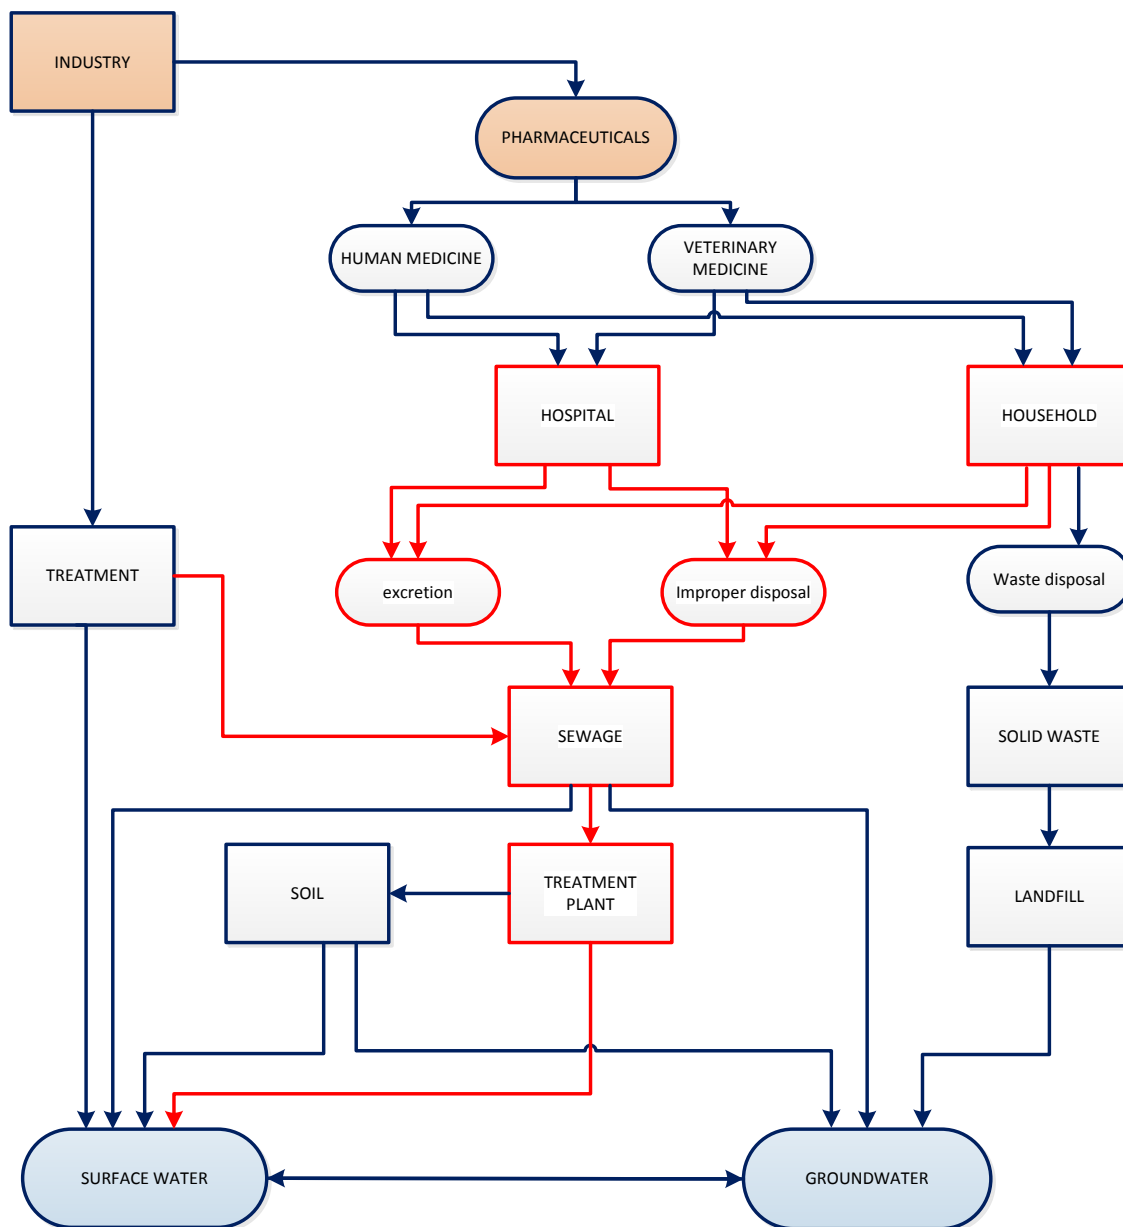 INDUSTRY
PHARMACEUTICALS
HUMAN MEDICINE
VETERINARY
MEDICINE
HOSPITAL
HOUSEHOLD
TREATMENT
excretion
Improper disposal
Waste disposal
SEWAGE
SOLID WASTE
SOIL
TREATMENT
PLANT
LANDFILL
SURFACE WATER
GROUNDWATER